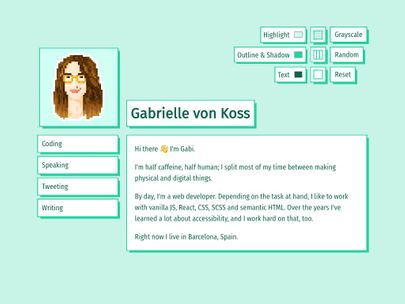 Highlight
Grayscale
Outline & Shadow
Random
Text
Reset
Gabrielle von Koss
Coding
Speaking
Tweeting
Writing
Hi there 👋 I'm Gabi.
I'm half caffeine, half human; I split most of my time between making
physical and digital things.
By day, I'm a web developer. Depending on the task at hand, I like to work
with vanilla JS, React, CSS, SCSS and semantic HTML. Over the years I've
learned a lot about accessibility, and I work hard on that, too.
Right now I live in Barcelona, Spain.